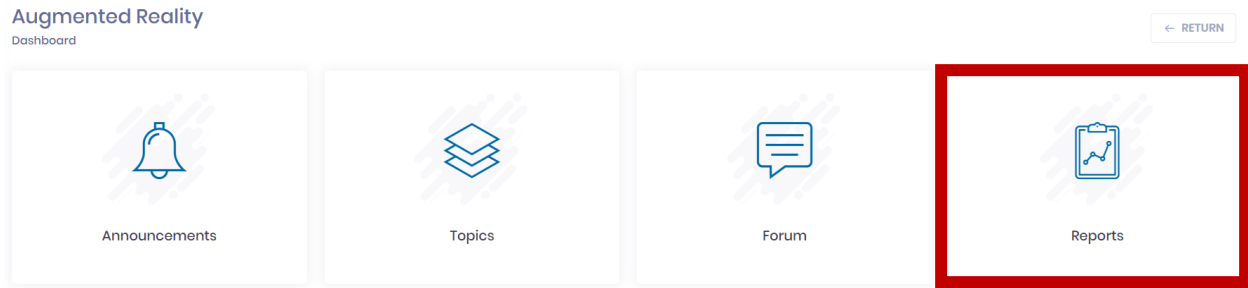 Augmented Reality
Dashboard
← RETURN
Announcements
Topics
Forum
Reports